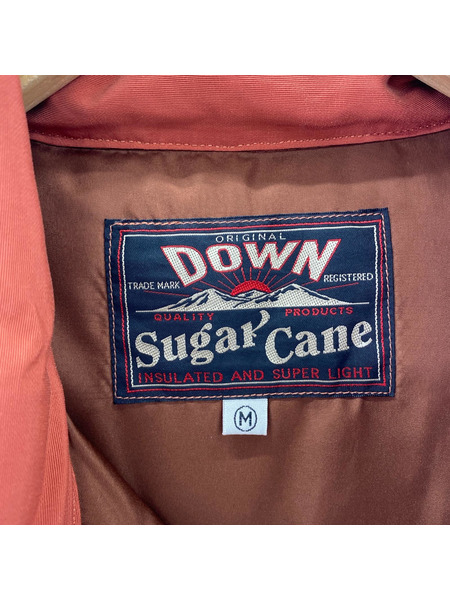 ORIGINAL
DOWN
TRADE MARK REGISTERED
QUALITY PRODUCTS
Sugar Cane
INSULATED AND SUPER LIGHT
M